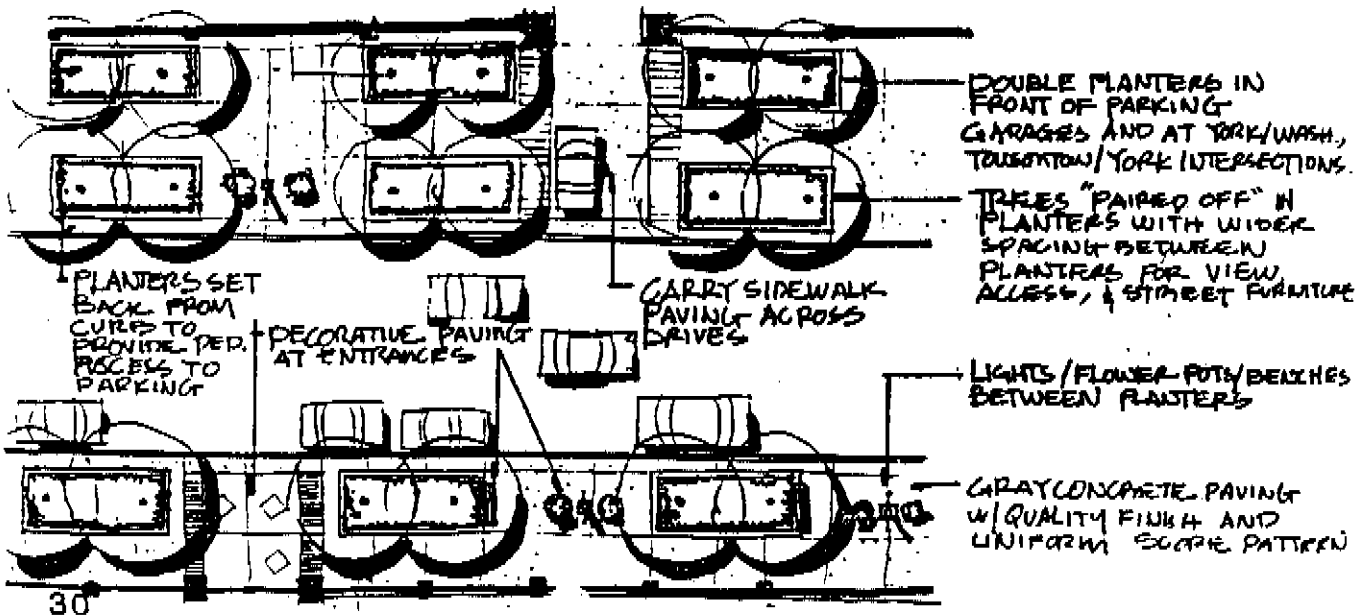 DOUBLE PLANTERS IN
FRONT OF PARKING
GARAGES AND AT YORK/WASH,
TOWSONTOWN/YORK INTERSECTIONS.
TREES "PAIRED OFF" IN
PLANTERS WITH WIDER
SPACING BETWEEN
PLANTERS FOR VIEW,
ACCESS, & STREET FURNITURE
PLANTERS SET
BACK FROM
CURB TO
PROVIDE PED.
ACCESS TO
PARKING
DECORATIVE PAVING
AT ENTRANCES
CARRY SIDEWALK
PAVING ACROSS
DRIVES
LIGHTS/FLOWER POTS/BENCHES
BETWEEN PLANTERS
GRAY CONCRETE PAVING
W/QUALITY FINISH AND
UNIFORM SCORE PATTERN
30